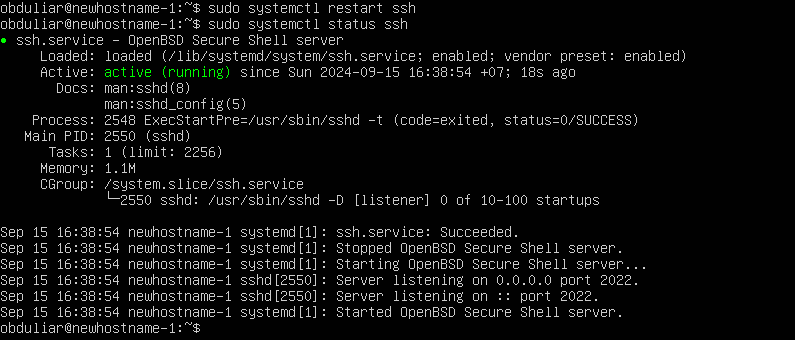 obduliar@newhostname-1:~$ sudo systemctl restart ssh
obduliar@newhostname-1:~$ sudo systemctl status ssh
● ssh.service - OpenBSD Secure Shell server
     Loaded: loaded (/lib/systemd/system/ssh.service; enabled; vendor preset: enabled)
     Active: active (running) since Sun 2024-09-15 16:38:54 +07; 18s ago
       Docs: man:sshd(8)
             man:sshd_config(5)
    Process: 2548 ExecStartPre=/usr/sbin/sshd -t (code=exited, status=0/SUCCESS)
   Main PID: 2550 (sshd)
      Tasks: 1 (limit: 2256)
     Memory: 1.1M
     CGroup: /system.slice/ssh.service
             └─2550 sshd: /usr/sbin/sshd -D [listener] 0 of 10-100 startups

Sep 15 16:38:54 newhostname-1 systemd[1]: ssh.service: Succeeded.
Sep 15 16:38:54 newhostname-1 systemd[1]: Stopped OpenBSD Secure Shell server.
Sep 15 16:38:54 newhostname-1 systemd[1]: Starting OpenBSD Secure Shell server...
Sep 15 16:38:54 newhostname-1 sshd[2550]: Server listening on 0.0.0.0 port 2022.
Sep 15 16:38:54 newhostname-1 sshd[2550]: Server listening on :: port 2022.
Sep 15 16:38:54 newhostname-1 systemd[1]: Started OpenBSD Secure Shell server.
obduliar@newhostname-1:~$